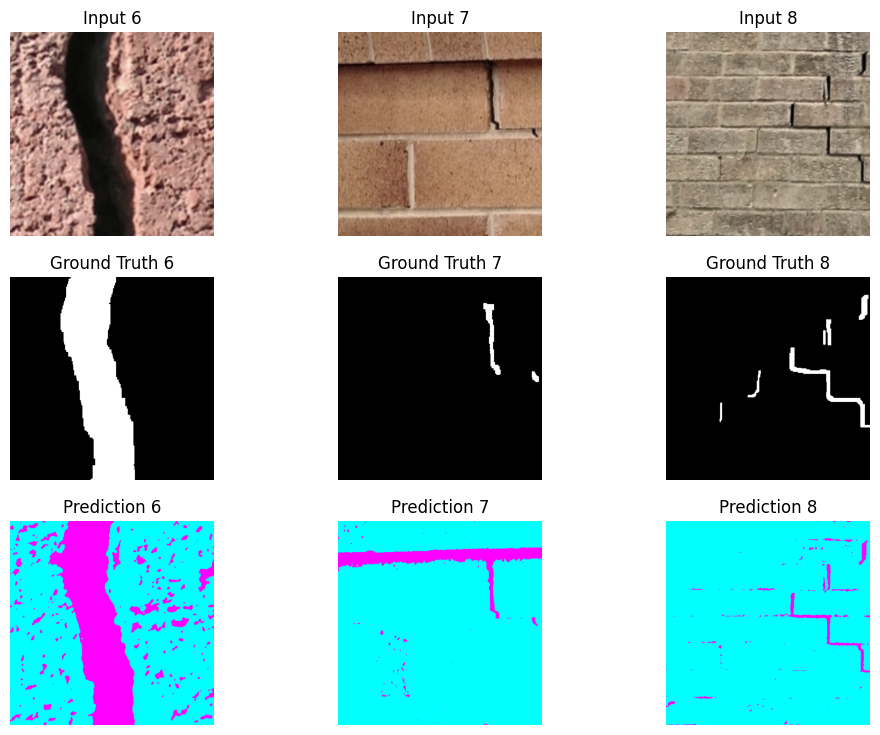 Input 6
Input 7
Input 8
Ground Truth 6
Ground Truth 7
Ground Truth 8
Prediction 6
Prediction 7
Prediction 8